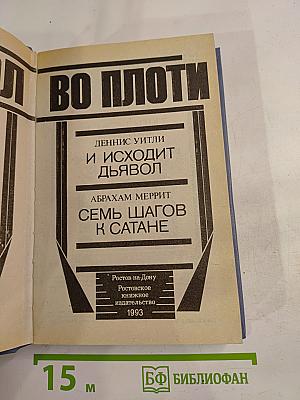 Л
ВО ПЛОТИ
ДЕННИС УИТЛИ
И ИСХОДИТ
ДЬЯВОЛ
АБРАХАМ МЕРРИТ
СЕМЬ ШАГОВ
К САТАНЕ
Ростов-на-Дону
Ростовское
книжное
издательство
1993
15 м
БФ БИБЛИОФАН